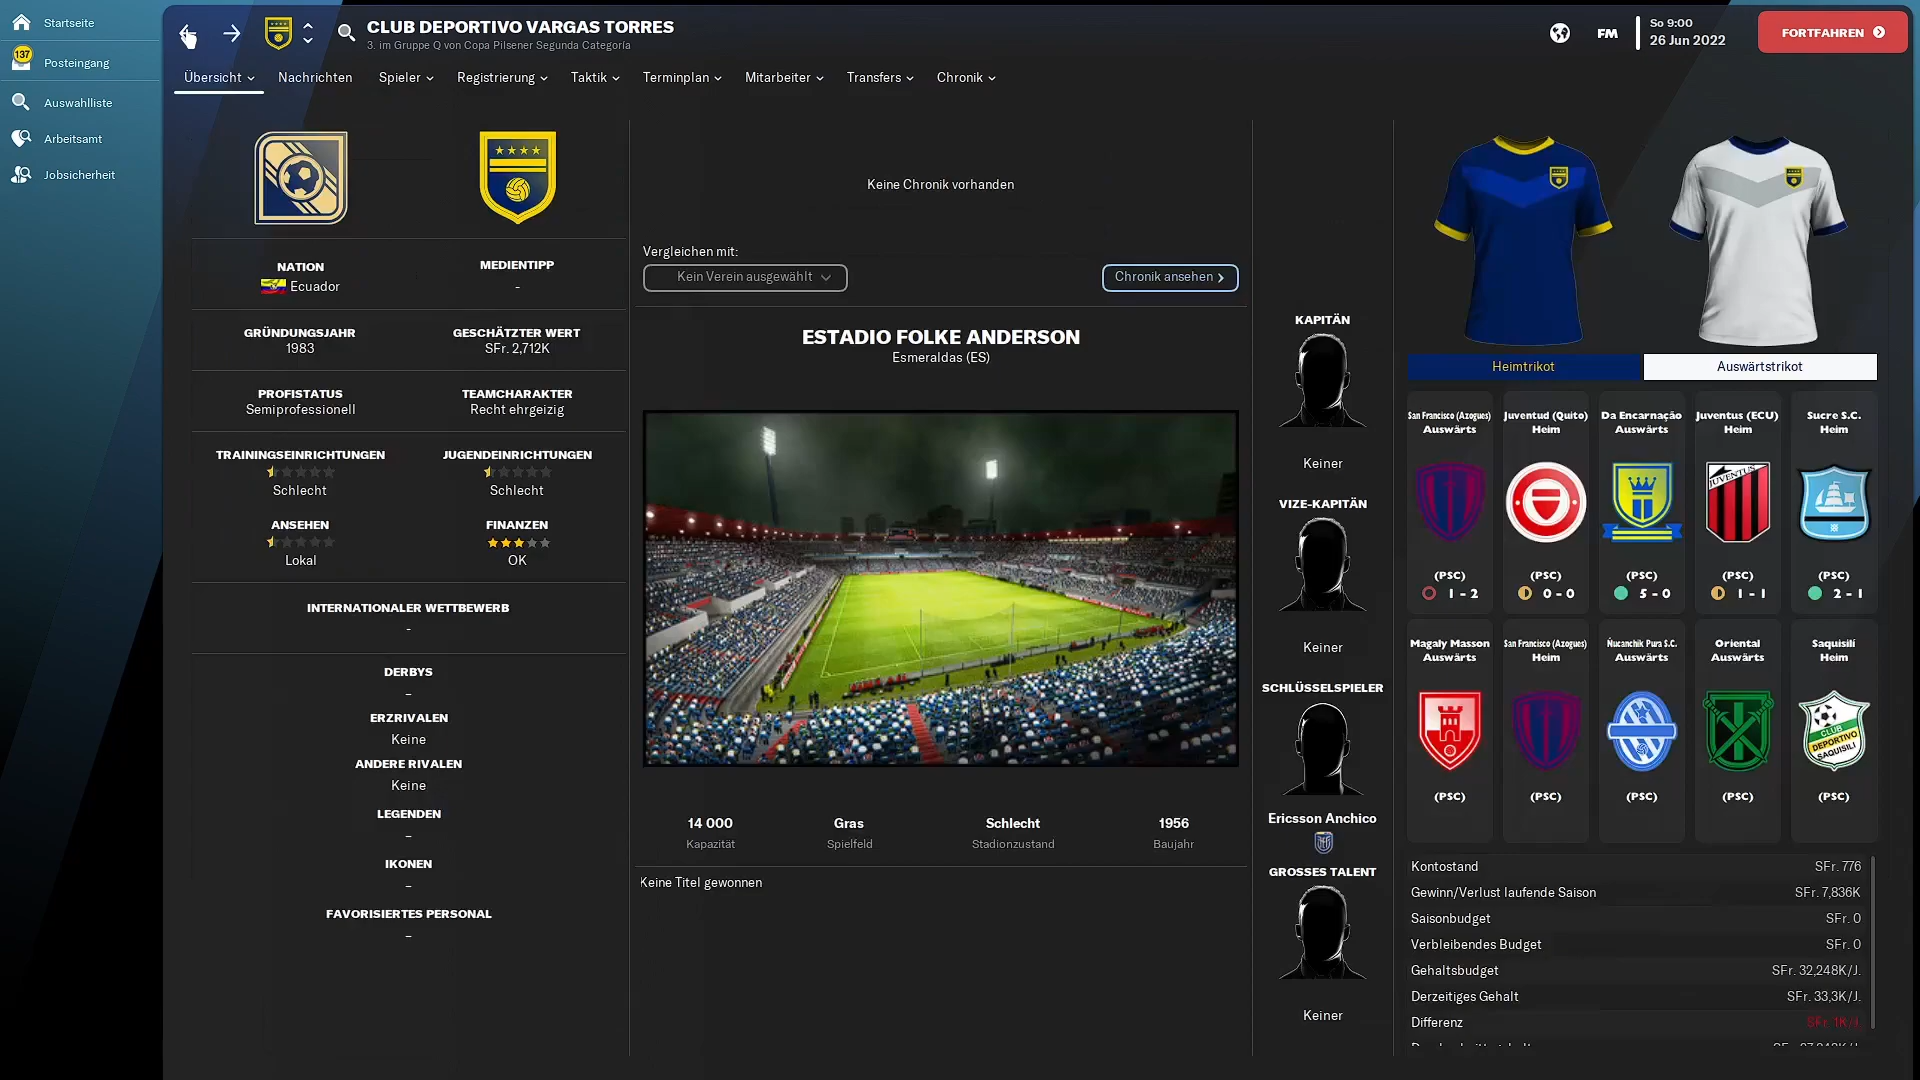 Startseite
137
Posteingang
Auswahlliste
Arbeitsamt
Jobsicherheit
CLUB DEPORTIVO VARGAS TORRES
3. im Gruppe Q von Copa Pilsener Segunda Categoría
FM
So 9:00
26 Jun 2022
FORTFAHREN
Übersicht
Nachrichten
Spieler
Registrierung
Taktik
Terminplan
Mitarbeiter
Transfers
Chronik
NATION
Ecuador
MEDIENTIPP
-
GRÜNDUNGSJAHR
1983
GESCHÄTZTER WERT
SFr. 2,712K
PROFISTATUS
Semiprofessionell
TEAMCHARAKTER
Recht ehrgeizig
TRAININGSEINRICHTUNGEN
Schlecht
JUGENDEINRICHTUNGEN
Schlecht
ANSEHEN
Lokal
FINANZEN
OK
INTERNATIONALER WETTBEWERB
-
DERBYS
–
ERZRIVALEN
Keine
ANDERE RIVALEN
Keine
LEGENDEN
–
IKONEN
–
FAVORISIERTES PERSONAL
–
Keine Chronik vorhanden
Vergleichen mit:
Kein Verein ausgewählt
Chronik ansehen
ESTADIO FOLKE ANDERSON
Esmeraldas (ES)
14 000
Kapazität
Gras
Spielfeld
Schlecht
Stadionzustand
1956
Baujahr
Keine Titel gewonnen
KAPITÄN
Keiner
VIZE-KAPITÄN
Keiner
SCHLÜSSELSPIELER
Ericsson Anchico
GROSSES TALENT
Keiner
Heimtrikot
Auswärtstrikot
San Francisco (Azogues)
Auswärts
(PSC)
1 - 2
Juventud (Quito)
Heim
(PSC)
0 - 0
Da Encarnação
Auswärts
(PSC)
5 - 0
Juventus (ECU)
Heim
JUVENTUS
(PSC)
1 - 1
Sucre S.C.
Heim
(PSC)
2 - 1
Magaly Masson
Auswärts
(PSC)
San Francisco (Azogues)
Heim
(PSC)
Ñucanchik Pura S.C.
Auswärts
(PSC)
Oriental
Auswärts
(PSC)
Saquisilí
Heim
CLUB
DEPORTIVO
SAQUISILI
(PSC)
Kontostand SFr. 776
Gewinn/Verlust laufende Saison SFr. 7,836K
Saisonbudget SFr. 0
Verbleibendes Budget SFr. 0
Gehaltsbudget SFr. 32,248K/J.
Derzeitiges Gehalt SFr. 33,3K/J.
Differenz SFr. 1K/J.